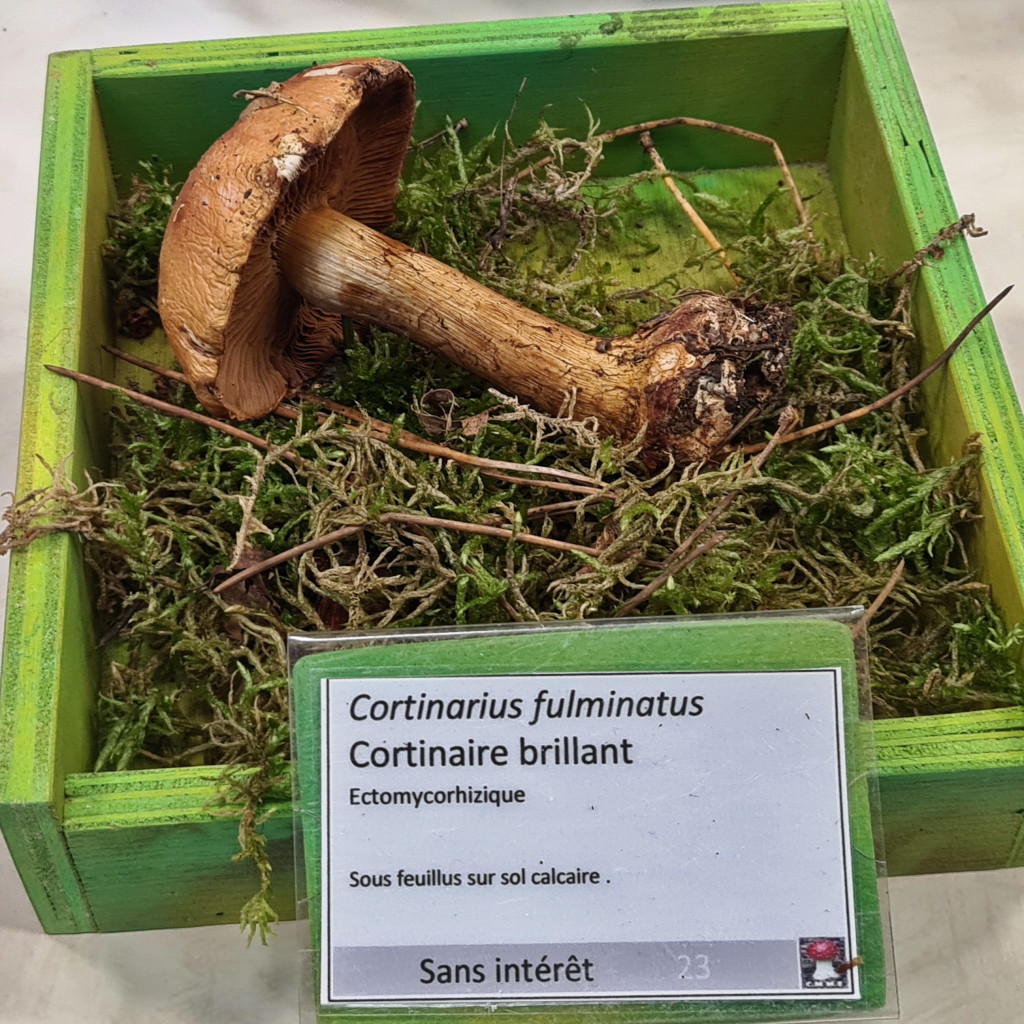 Cortinarius fulminatus
Cortinaire brillant
Ectomycorhizique
Sous feuillus sur sol calcaire .
Sans intérêt 23